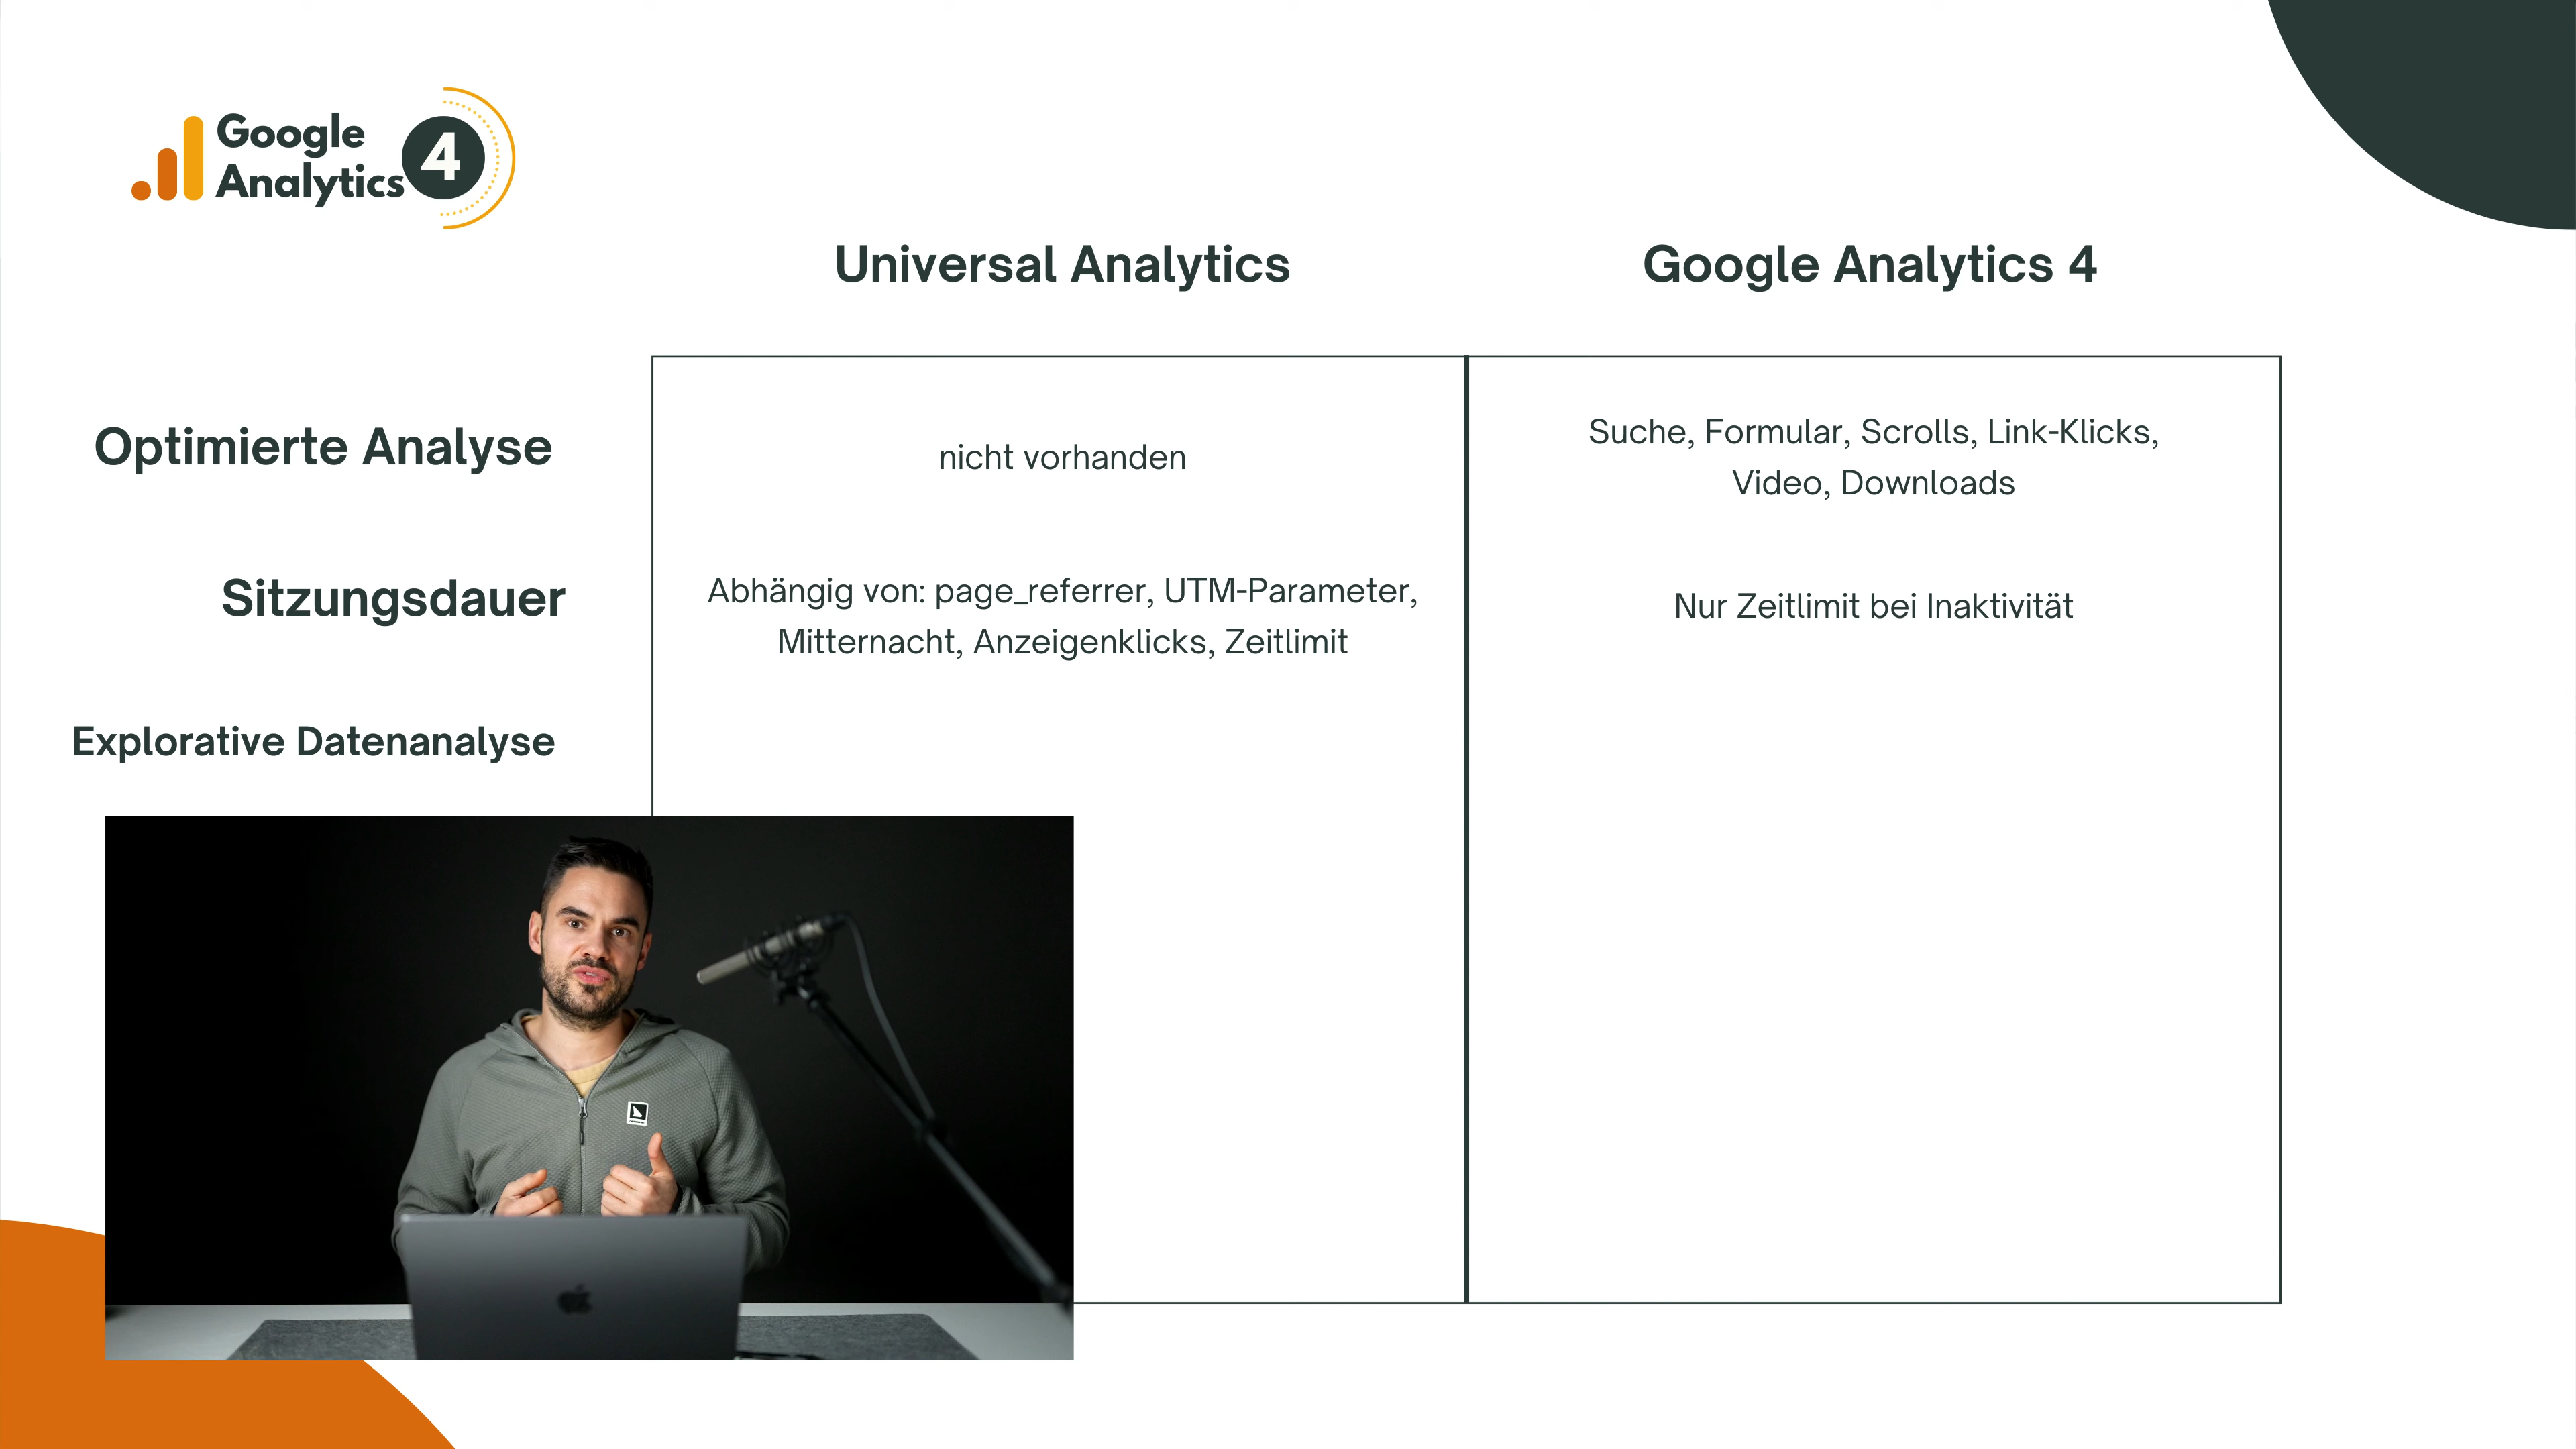 Google
Analytics 4
Universal Analytics
Google Analytics 4
Optimierte Analyse
nicht vorhanden
Suche, Formular, Scrolls, Link-Klicks,
Video, Downloads
Sitzungsdauer
Abhängig von: page_referrer, UTM-Parameter,
Mitternacht, Anzeigenklicks, Zeitlimit
Nur Zeitlimit bei Inaktivität
Explorative Datenanalyse